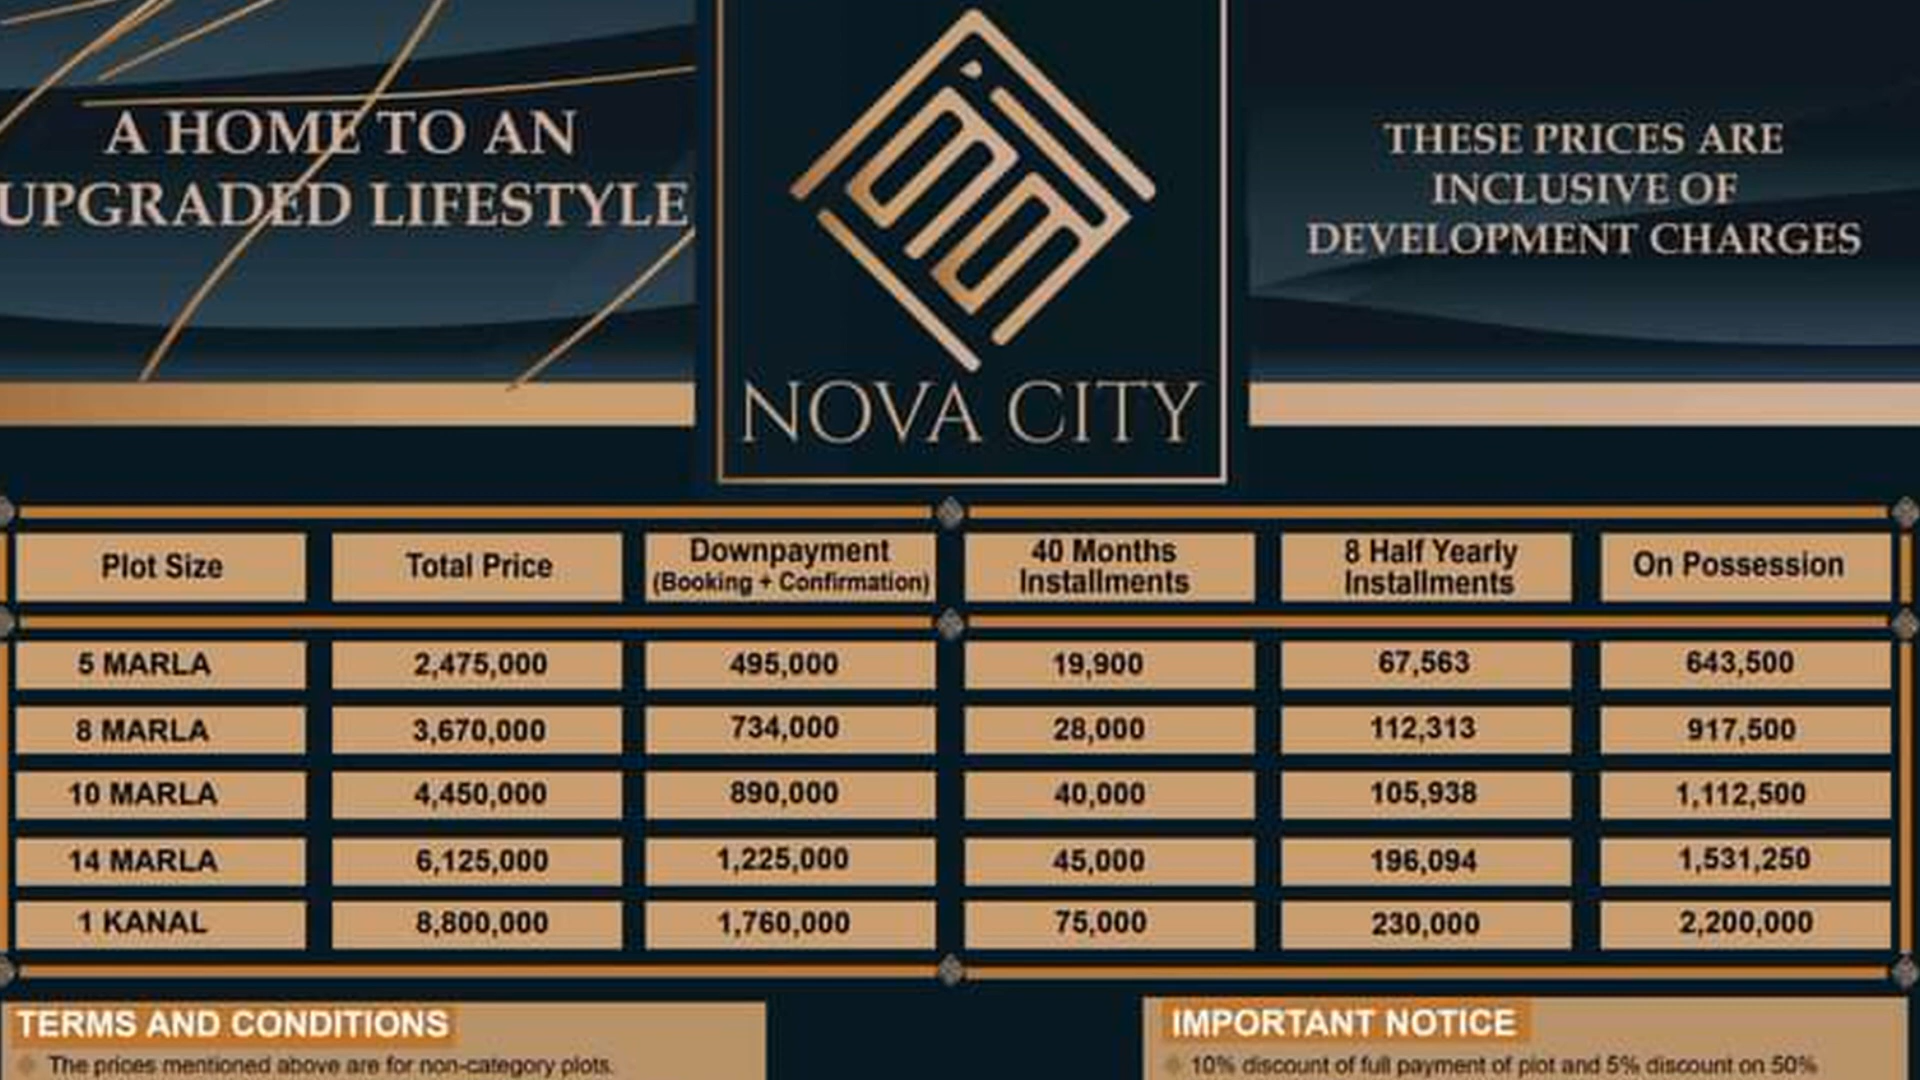 A HOME TO AN
UPGRADED LIFESTYLE
NOVA CITY
THESE PRICES ARE
INCLUSIVE OF
DEVELOPMENT CHARGES
Plot Size Total Price Downpayment (Booking + Confirmation) 40 Months Installments 8 Half Yearly Installments On Possession
5 MARLA 2,475,000 495,000 19,900 67,563 643,500
8 MARLA 3,670,000 734,000 28,000 112,313 917,500
10 MARLA 4,450,000 890,000 40,000 105,938 1,112,500
14 MARLA 6,125,000 1,225,000 45,000 196,094 1,531,250
1 KANAL 8,800,000 1,760,000 75,000 230,000 2,200,000
TERMS AND CONDITIONS
The prices mentioned above are for non-category plots.
IMPORTANT NOTICE
10% discount of full payment of plot and 5% discount on 50%